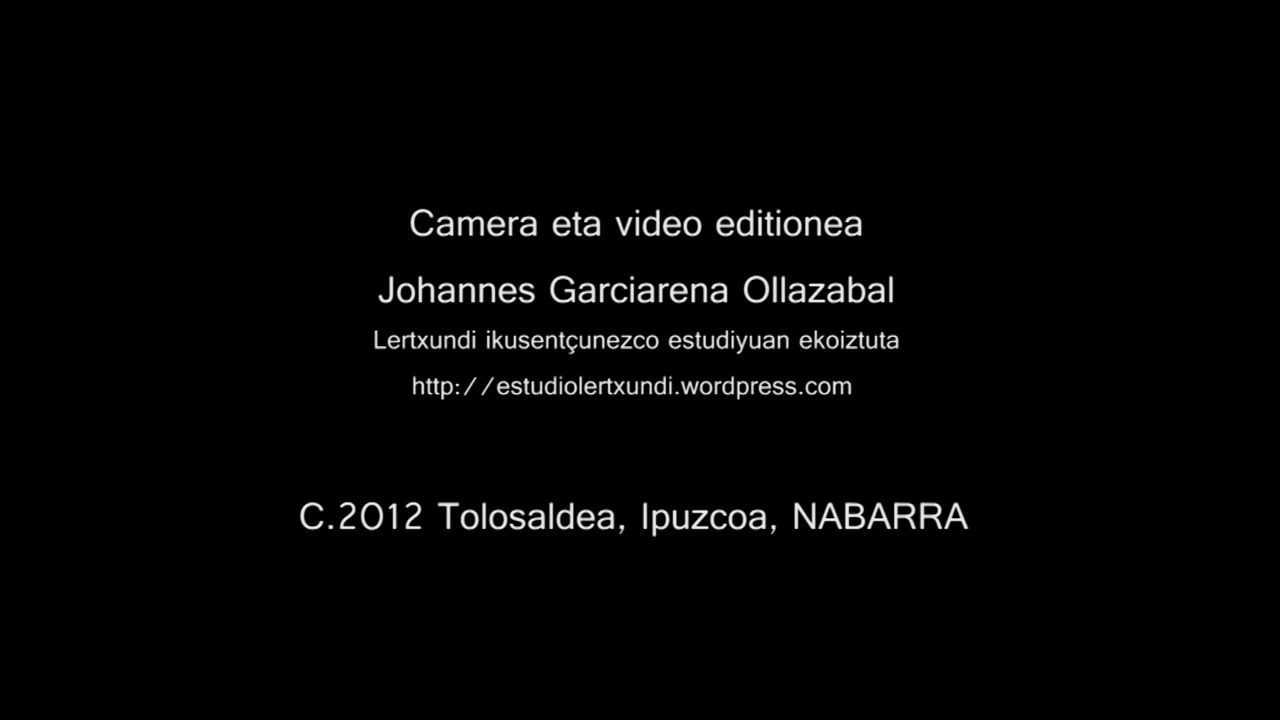 Camera eta video editionea
Johannes Garciarena Ollazabal
Lertxundi ikusentçunezco estudiyuan ekoiztuta
http://estudiolertxundi.wordpress.com
C.2012 Tolosaldea, Ipuzcoa, NABARRA